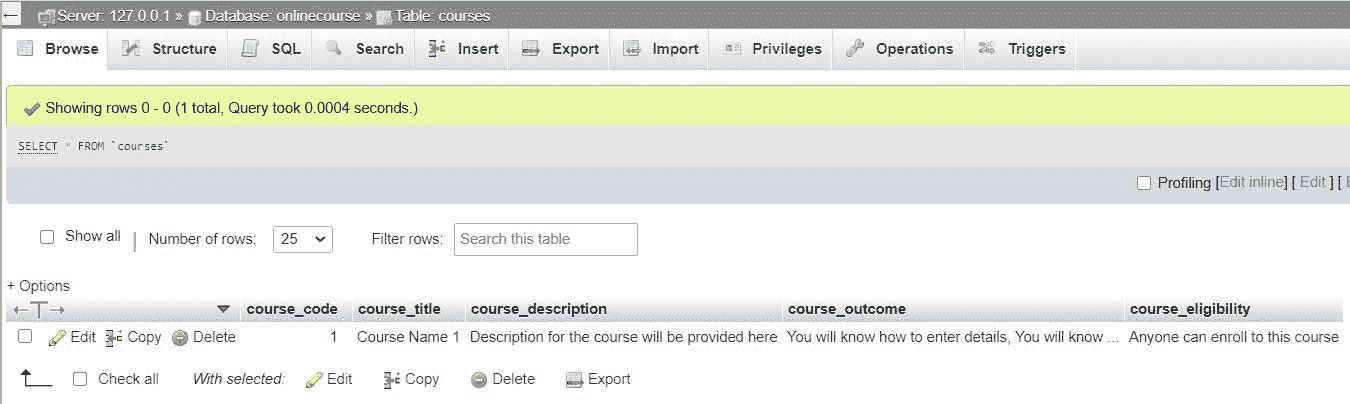 Server: 127.0.0.1 » Database: onlinecourse » Table: courses
Browse Structure SQL Search Insert Export Import Privileges Operations Triggers
Showing rows 0 - 0 (1 total, Query took 0.0004 seconds.)
SELECT * FROM `courses`
Profiling [Edit inline] [ Edit ] [
Show all Number of rows: 25 Filter rows: Search this table
+ Options
←T→ course_code course_title course_description course_outcome course_eligibility
Edit Copy Delete 1 Course Name 1 Description for the course will be provided here You will know how to enter details, You will know ... Anyone can enroll to this course
Check all With selected: Edit Copy Delete Export